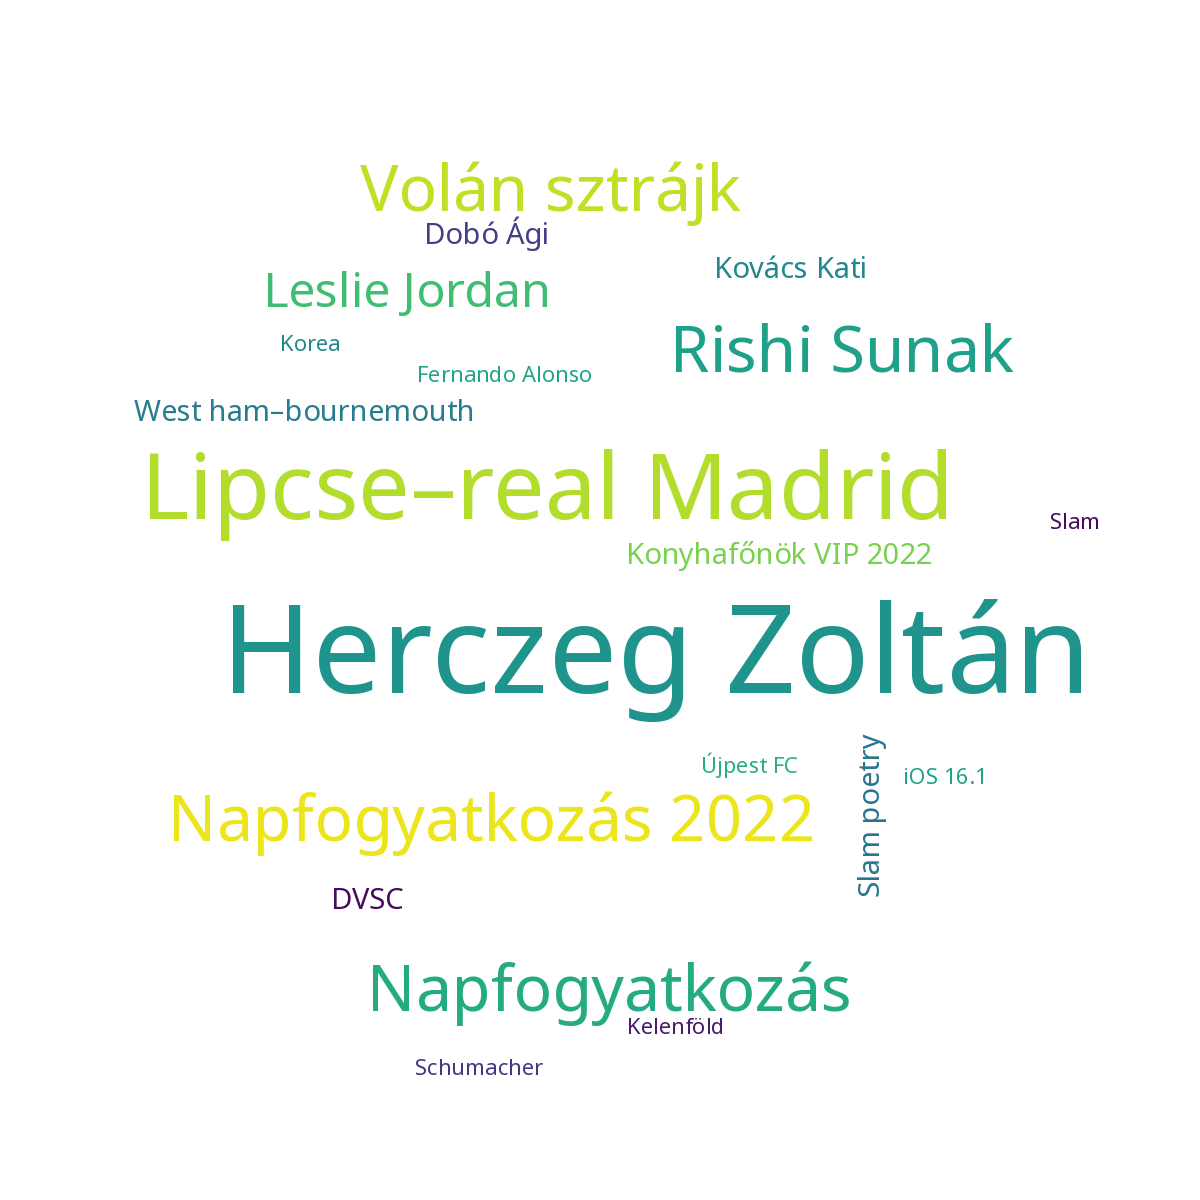 Volán sztrájk
Dobó Ági
Kovács Kati
Leslie Jordan
Korea
Rishi Sunak
Fernando Alonso
West ham–bournemouth
Lipcse–real Madrid
Slam
Konyhafőnök VIP 2022
Herczeg Zoltán
Újpest FC
iOS 16.1
Slam poetry
Napfogyatkozás 2022
DVSC
Napfogyatkozás
Kelenföld
Schumacher